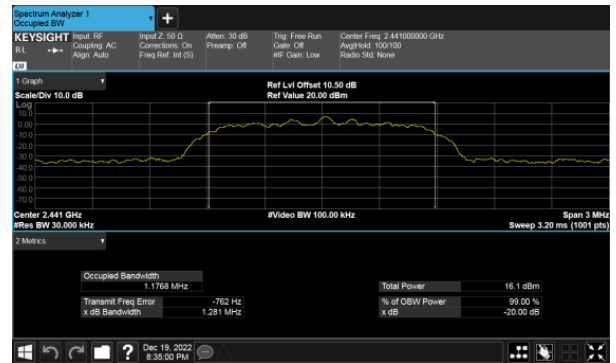 Spectrum Analyzer 1
Occupied BW
+
KEYSIGHT Input: RF Input Z: 50 Ω Atten: 30 dB Trig: Free Run Center Freq: 2.441000000 GHz
R L Coupling: AC Corrections: On Preamp: Off Gate: Off Avg|Hold: 100/100
Align: Auto Freq Ref: Int (S) #IF Gain: Low Radio Std: None
LXI
1 Graph
Ref Lvl Offset 10.50 dB
Scale/Div 10.0 dB Ref Value 20.00 dBm
Log
10.0
0.00
-10.0
-20.0
-30.0
-40.0
-50.0
-60.0
-70.0
Center 2.441 GHz #Video BW 100.00 kHz Span 3 MHz
#Res BW 30.000 kHz Sweep 3.20 ms (1001 pts)
2 Metrics
Occupied Bandwidth
1.1768 MHz Total Power 16.1 dBm
Transmit Freq Error -762 Hz % of OBW Power 99.00 %
x dB Bandwidth 1.281 MHz x dB -20.00 dB
? Dec 19, 2022
8:35:00 PM